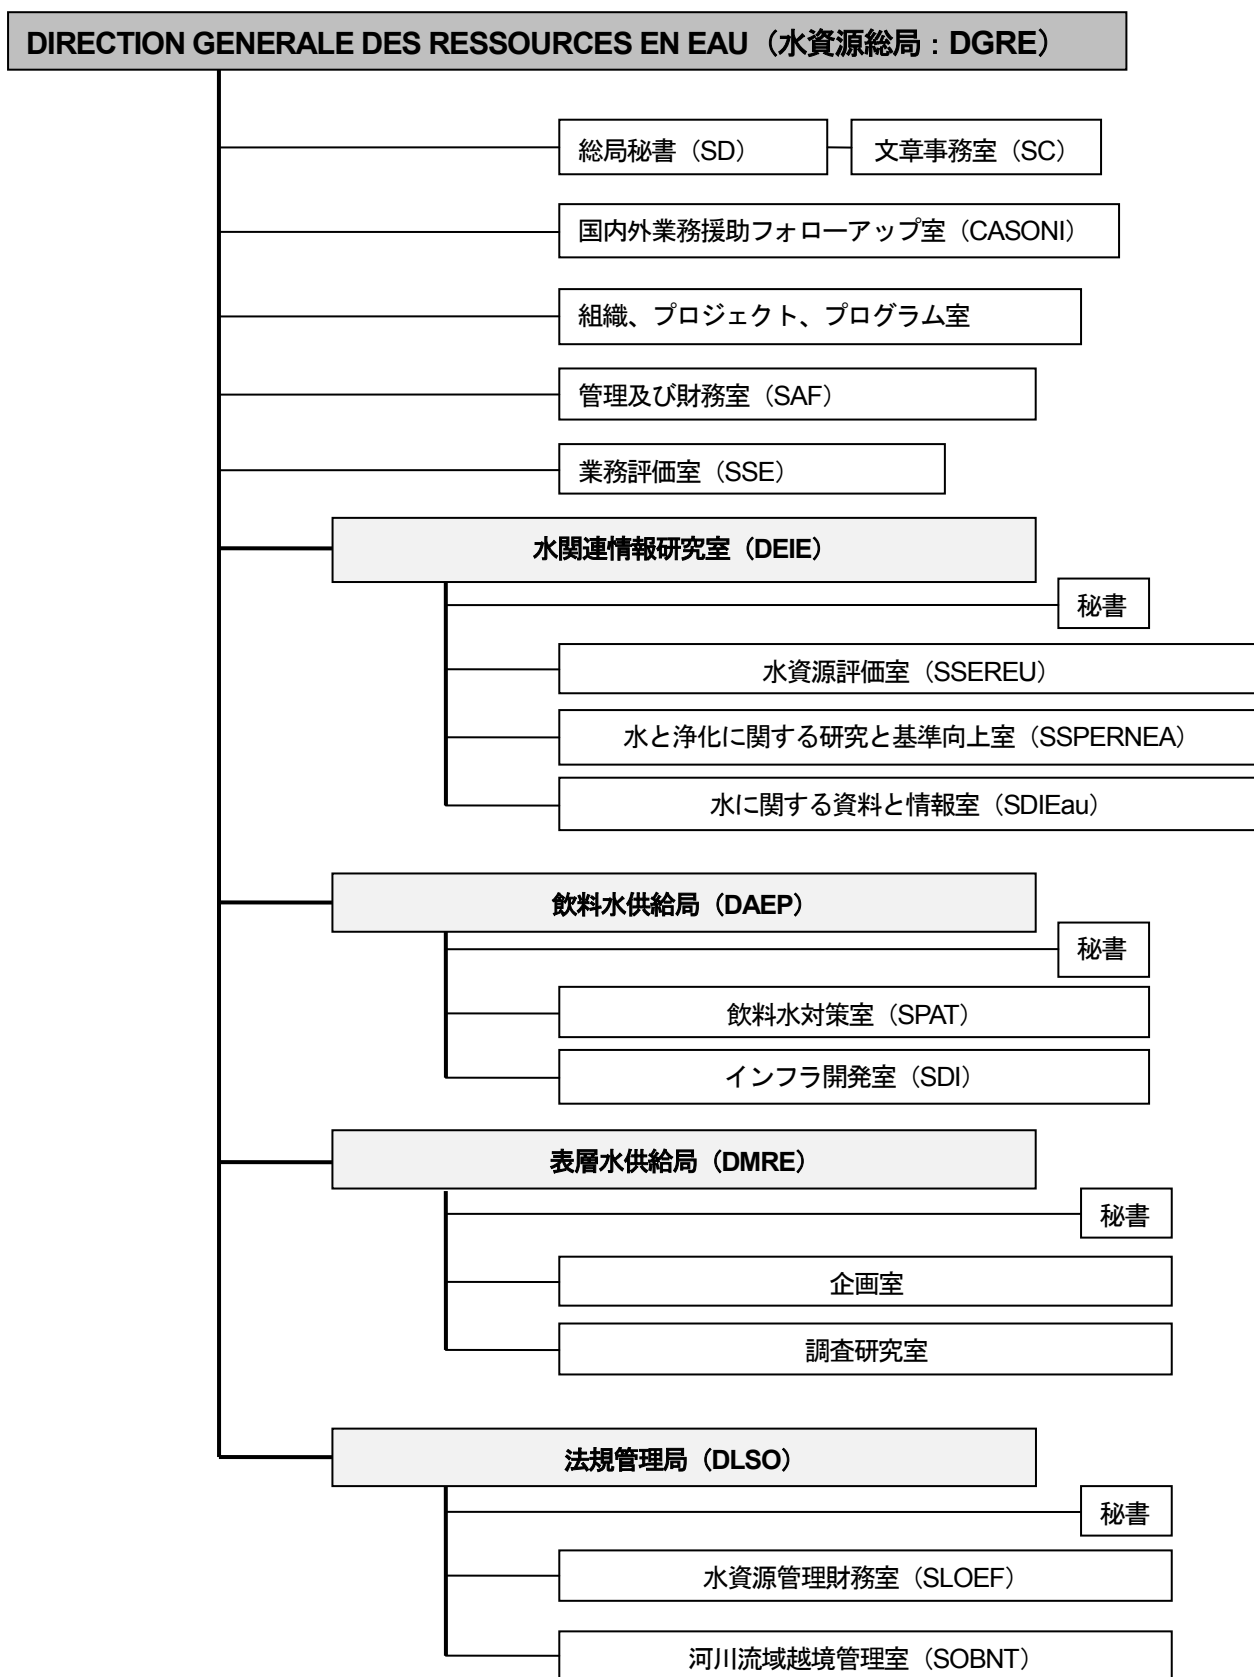 DIRECTION GENERALE DES RESSOURCES EN EAU（水資源総局：DGRE）
総局秘書（SD）
文章事務室（SC）
国内外業務援助フォローアップ室（CASONI）
組織、プロジェクト、プログラム室
管理及び財務室（SAF）
業務評価室（SSE）
水関連情報研究室（DEIE）
秘書
水資源評価室（SSEREU）
水と浄化に関する研究と基準向上室（SSPERNEA）
水に関する資料と情報室（SDIEau）
飲料水供給局（DAEP）
秘書
飲料水対策室（SPAT）
インフラ開発室（SDI）
表層水供給局（DMRE）
秘書
企画室
調査研究室
法規管理局（DLSO）
秘書
水資源管理財務室（SLOEF）
河川流域越境管理室（SOBNT）